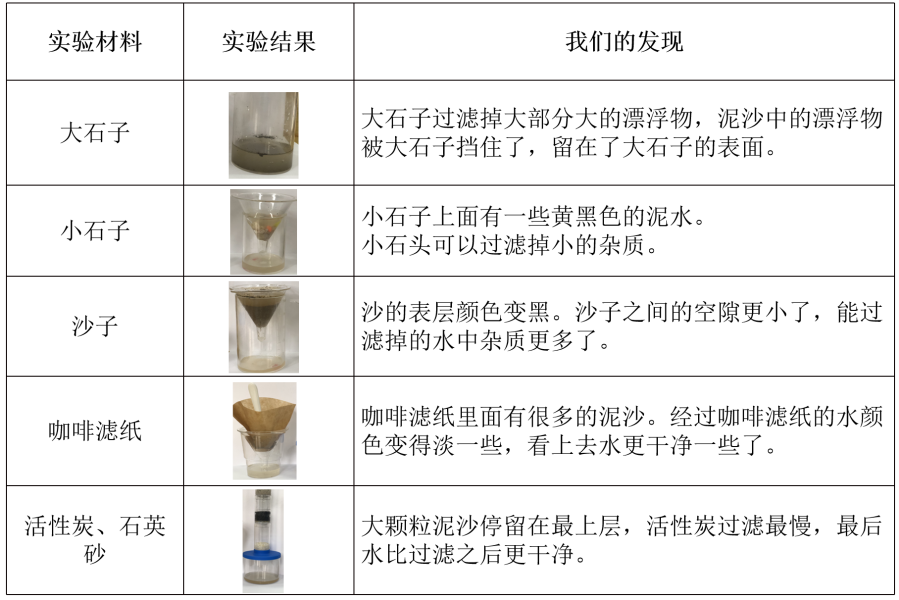 实验材料
实验结果
我们的发现
大石子
大石子过滤掉大部分大的漂浮物，泥沙中的漂浮物
被大石子挡住了，留在了大石子的表面。
小石子
小石子上面有一些黄黑色的泥水。
小石头可以过滤掉小的杂质。
沙子
沙的表层颜色变黑。沙子之间的空隙更小了，能过
滤掉的水中杂质更多了。
咖啡滤纸
咖啡滤纸里面有很多的泥沙。经过咖啡滤纸的水颜
色变得淡一些，看上去水更干净一些了。
活性炭、石英
砂
大颗粒泥沙停留在最上层，活性炭过滤最慢，最后
水比过滤之后更干净。